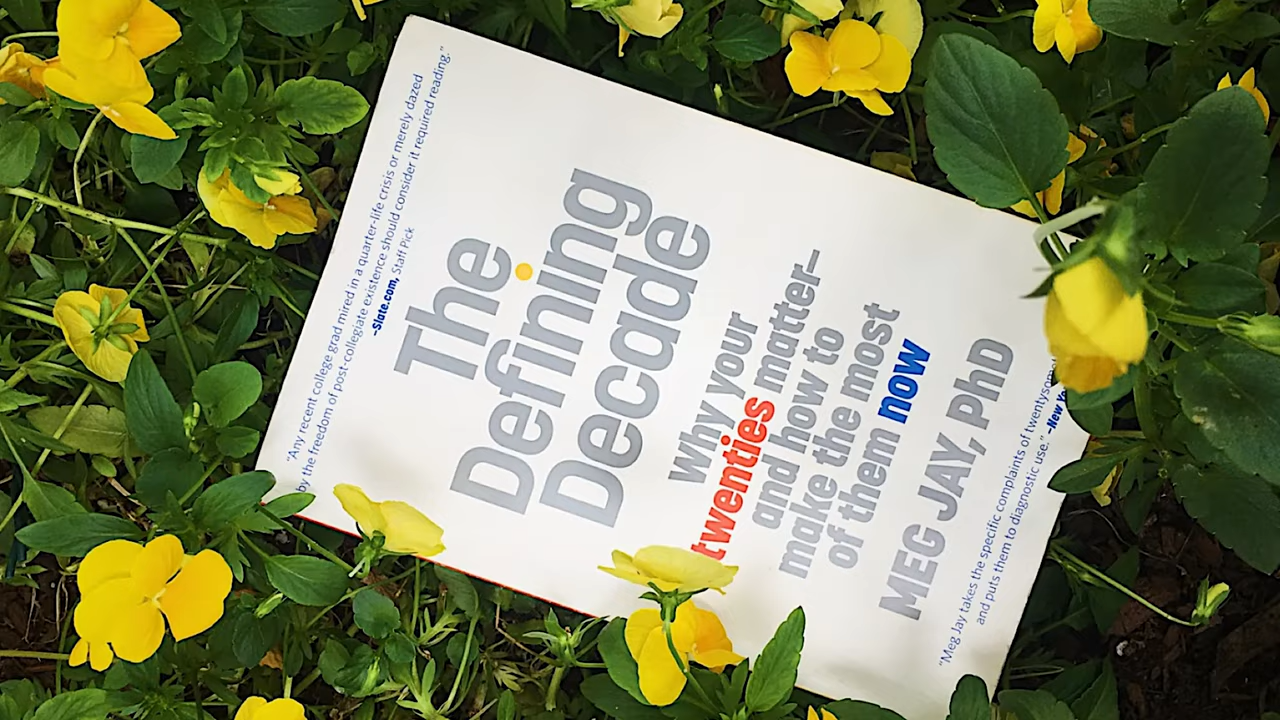 "Any recent college grad mired in a quarter-life crisis or merely dazed
by the freedom of post-collegiate existence should consider it required reading."
—Slate.com, Staff Pick
The
Defining
Decade
Why your
twenties matter—
and how to
make the most
of them now
MEG JAY, PhD
"Meg Jay takes the specific complaints of
and puts them to diagnostic use." —New